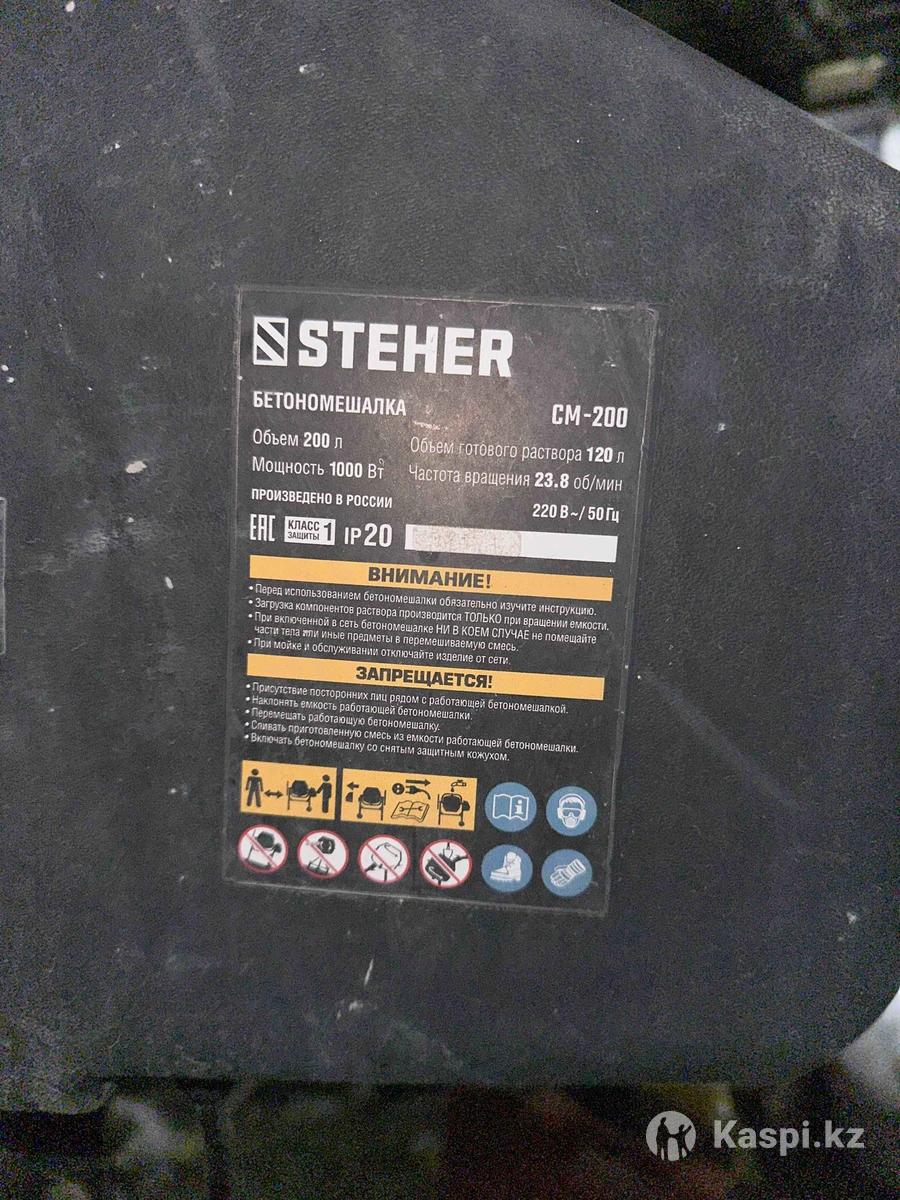 STEHER
БЕТОНОМЕШАЛКА СМ-200
Объем 200 л Объем готового раствора 120 л
Мощность 1000 Вт Частота вращения 23.8 об/мин
ПРОИЗВЕДЕНО В РОССИИ 220 В ~/ 50 Гц
EAC КЛАСС ЗАЩИТЫ 1 IP20
ВНИМАНИЕ!
• Перед использованием бетономешалки обязательно изучите инструкцию.
• Загрузка компонентов раствора производится ТОЛЬКО при вращении емкости.
• При включенной в сеть бетономешалке НИ В КОЕМ СЛУЧАЕ не помещайте
части тела или иные предметы в перемешиваемую смесь.
• При мойке и обслуживании отключайте изделие от сети.
ЗАПРЕЩАЕТСЯ!
• Присутствие посторонних лиц рядом с работающей бетономешалкой.
• Наклонять емкость работающей бетономешалки.
• Перемещать работающую бетономешалку.
• Сливать приготовленную смесь из емкости работающей бетономешалки.
• Включать бетономешалку со снятым защитным кожухом.
Kaspi.kz